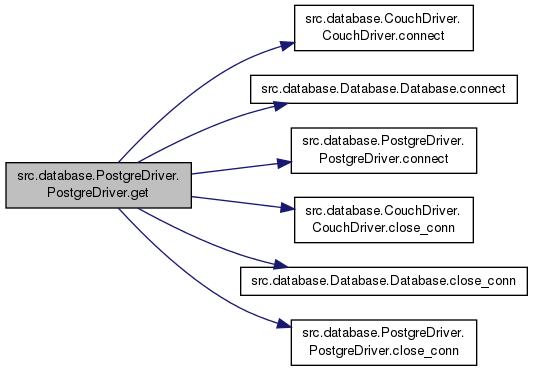 src.database.CouchDriver.
CouchDriver.connect
src.database.Database.Database.connect
src.database.PostgreDriver.
PostgreDriver.connect
src.database.PostgreDriver.
PostgreDriver.get
src.database.CouchDriver.
CouchDriver.close_conn
src.database.Database.Database.close_conn
src.database.PostgreDriver.
PostgreDriver.close_conn